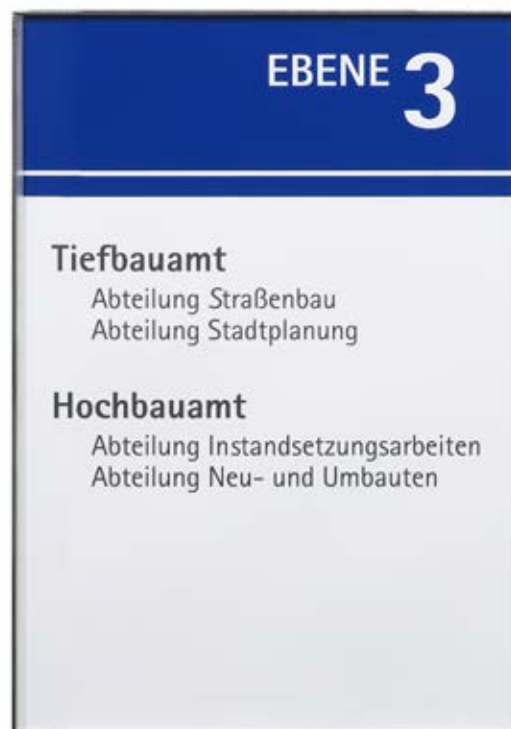 EBENE 3
Tiefbauamt
Abteilung Straßenbau
Abteilung Stadtplanung
Hochbauamt
Abteilung Instandsetzungsarbeiten
Abteilung Neu- und Umbauten